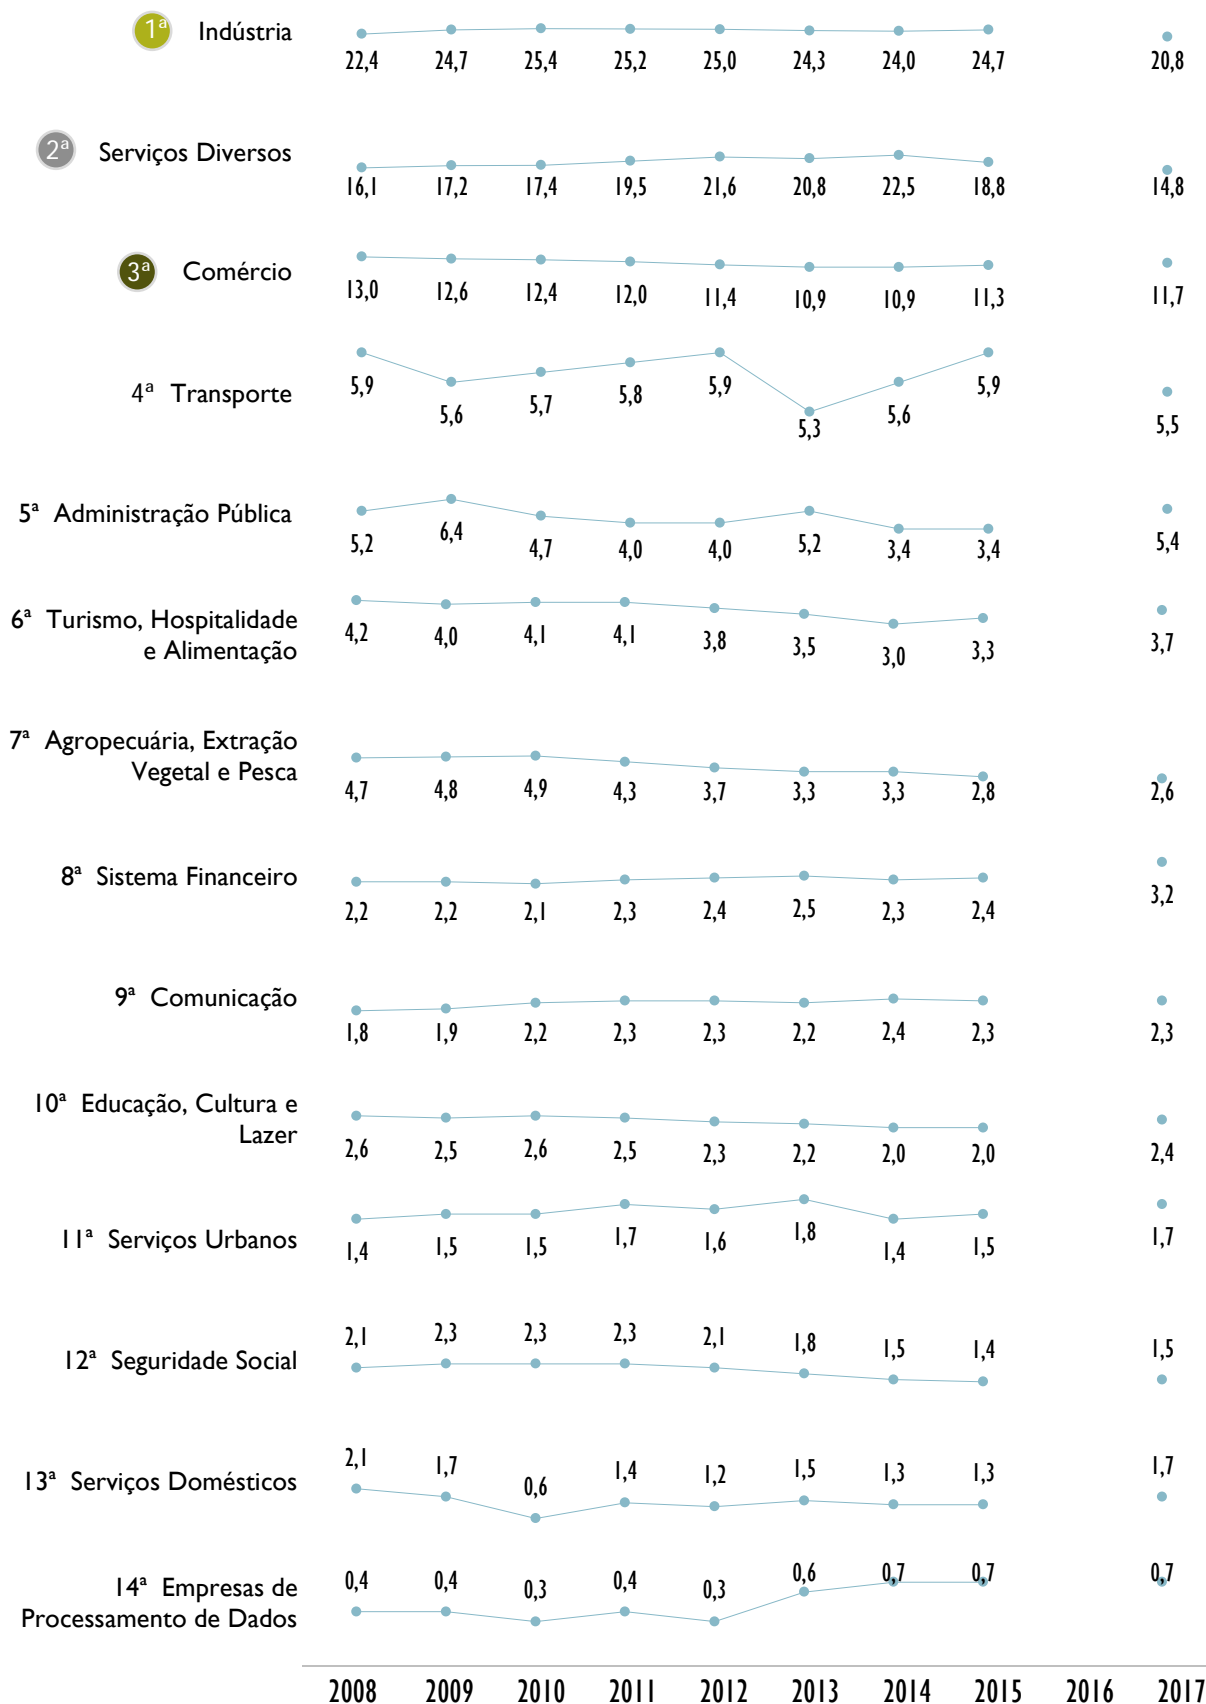 1ª Indústria
22,4 24,7 25,4 25,2 25,0 24,3 24,0 24,7 20,8
2ª Serviços Diversos
16,1 17,2 17,4 19,5 21,6 20,8 22,5 18,8 14,8
3ª Comércio
13,0 12,6 12,4 12,0 11,4 10,9 10,9 11,3 11,7
4ª Transporte
5,9 5,6 5,7 5,8 5,9 5,3 5,6 5,9 5,5
5ª Administração Pública
5,2 6,4 4,7 4,0 4,0 5,2 3,4 3,4 5,4
6ª Turismo, Hospitalidade
e Alimentação
4,2 4,0 4,1 4,1 3,8 3,5 3,0 3,3 3,7
7ª Agropecuária, Extração
Vegetal e Pesca
4,7 4,8 4,9 4,3 3,7 3,3 3,3 2,8 2,6
8ª Sistema Financeiro
2,2 2,2 2,1 2,3 2,4 2,5 2,3 2,4 3,2
9ª Comunicação
1,8 1,9 2,2 2,3 2,3 2,2 2,4 2,3 2,3
10ª Educação, Cultura e
Lazer
2,6 2,5 2,6 2,5 2,3 2,2 2,0 2,0 2,4
11ª Serviços Urbanos
1,4 1,5 1,5 1,7 1,6 1,8 1,4 1,5 1,7
12ª Seguridade Social
2,1 2,3 2,3 2,3 2,1 1,8 1,5 1,4 1,5
13ª Serviços Domésticos
2,1 1,7 0,6 1,4 1,2 1,5 1,3 1,3 1,7
14ª Empresas de
Processamento de Dados
0,4 0,4 0,3 0,4 0,3 0,6 0,7 0,7 0,7
2008 2009 2010 2011 2012 2013 2014 2015 2016 2017